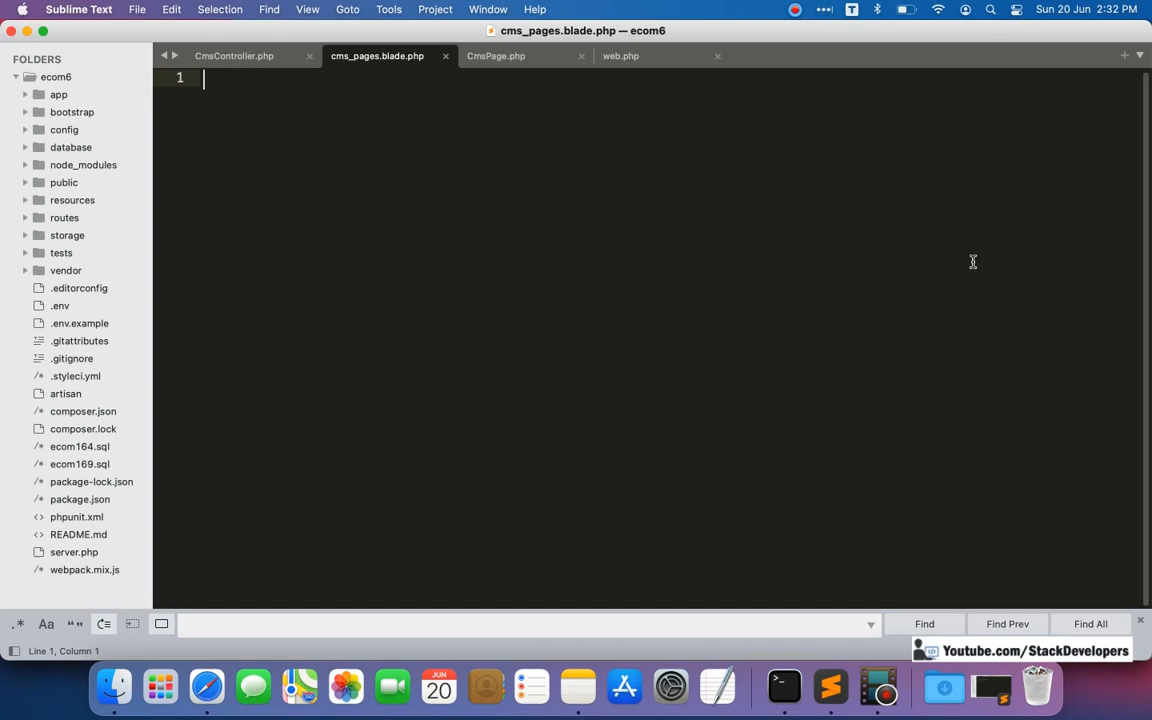 Sublime Text File Edit Selection Find View Goto Tools Project Window Help Sun 20 Jun 2:32 PM
cms_pages.blade.php — ecom6
FOLDERS
CmsController.php × cms_pages.blade.php × CmsPage.php × web.php ×
ecom6
1
app
bootstrap
config
database
node_modules
public
resources
routes
storage
tests
vendor
.editorconfig
.env
.env.example
.gitattributes
.gitignore
/* .styleci.yml
artisan
/* composer.json
composer.lock
/* ecom164.sql
/* ecom169.sql
/* package-lock.json
/* package.json
<> phpunit.xml
<> README.md
server.php
/* webpack.mix.js
.* Aa “” Find Find Prev Find All ×
Line 1, Column 1
Youtube.com/StackDevelopers
JUN
20